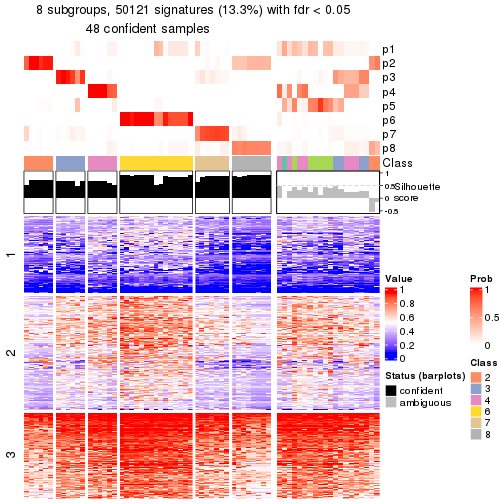 8 subgroups, 50121 signatures (13.3%) with fdr < 0.05
48 confident samples
p1
p2
p3
p4
p5
p6
p7
p8
Class
1
0.5
0
-0.5
Silhouette
score
1
2
3
Value
1
0.8
0.6
0.4
0.2
0
Status (barplots)
confident
ambiguous
Prob
1
0.5
0
Class
2
3
4
6
7
8